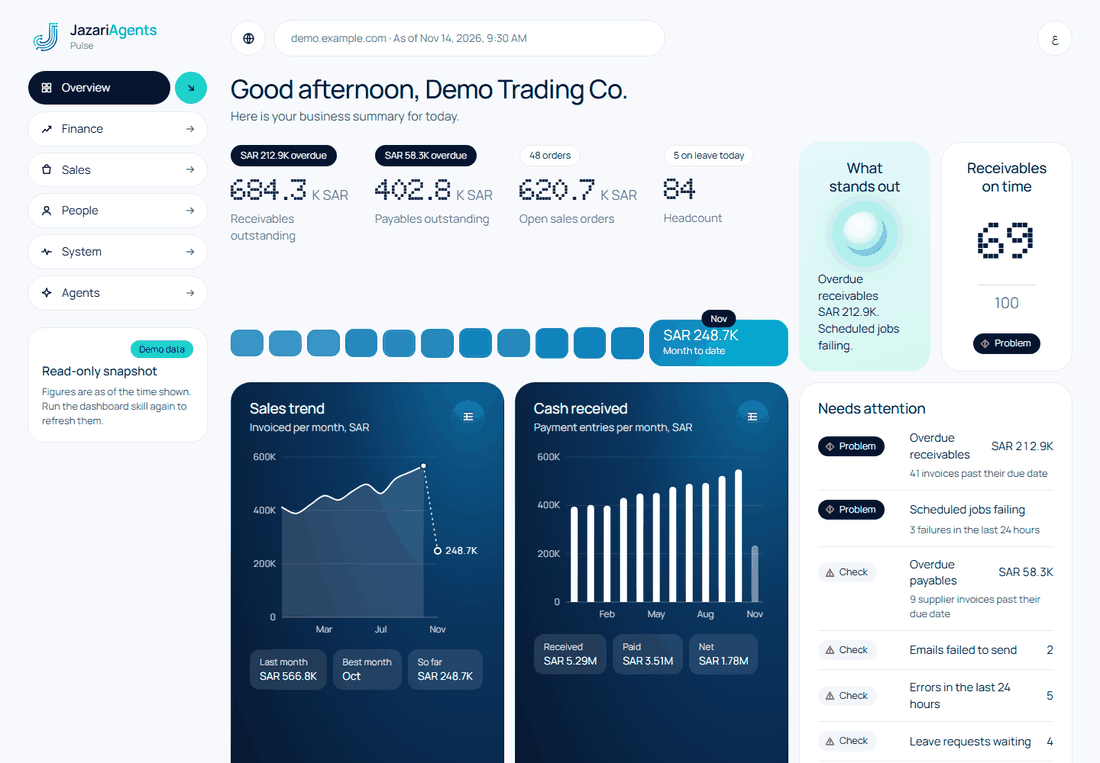 JazariAgents
Pulse
demo.example.com · As of Nov 14, 2026, 9:30 AM
ع
Overview
Finance
Sales
People
System
Agents
Demo data
Read-only snapshot
Figures are as of the time shown.
Run the dashboard skill again to
refresh them.
Good afternoon, Demo Trading Co.
Here is your business summary for today.
SAR 212.9K overdue
684.3 K SAR
Receivables
outstanding
SAR 58.3K overdue
402.8 K SAR
Payables outstanding
48 orders
620.7 K SAR
Open sales orders
5 on leave today
84
Headcount
Nov
SAR 248.7K
Month to date
What
stands out
Overdue
receivables
SAR 212.9K.
Scheduled jobs
failing.
Receivables
on time
69
100
Problem
Sales trend
Invoiced per month, SAR
600K
400K
200K
0
248.7K
Mar Jul Nov
Last month
SAR 566.8K
Best month
Oct
So far
SAR 248.7K
Cash received
Payment entries per month, SAR
600K
400K
200K
0
Feb May Aug Nov
Received
SAR 5.29M
Paid
SAR 3.51M
Net
SAR 1.78M
Needs attention
Problem
Overdue
receivables
SAR 212.9K
41 invoices past their due date
Problem
Scheduled jobs failing
3 failures in the last 24 hours
Check
Overdue
payables
SAR 58.3K
9 supplier invoices past their
due date
Check
Emails failed to send 2
Check
Errors in the last 24
hours
5
Check
Leave requests waiting 4